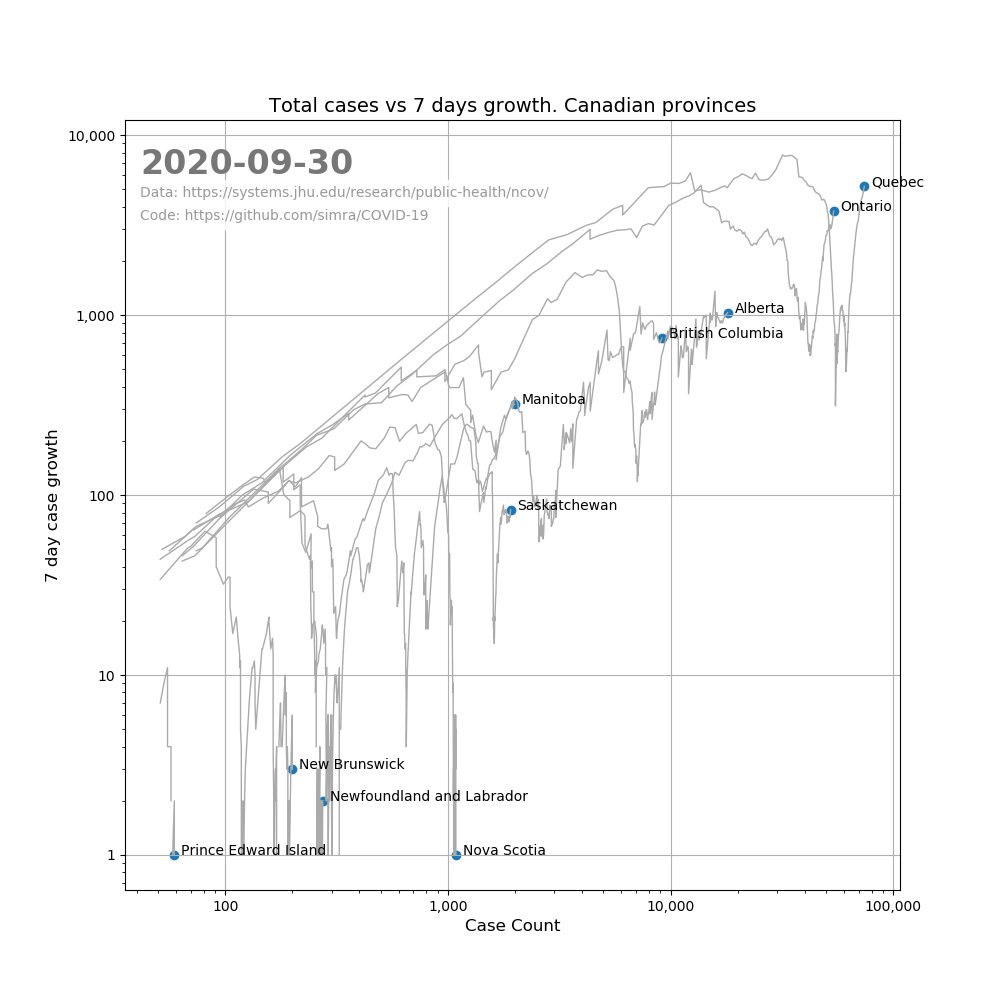 Total cases vs 7 days growth. Canadian provinces
10,000
2020-09-30
Data: https://systems.jhu.edu/research/public-health/ncov/
Code: https://github.com/simra/COVID-19
Quebec
Ontario
1,000
Alberta
British Columbia
Manitoba
100
Saskatchewan
7 day case growth
10
New Brunswick
Newfoundland and Labrador
1
Prince Edward Island
Nova Scotia
100
1,000
10,000
100,000
Case Count